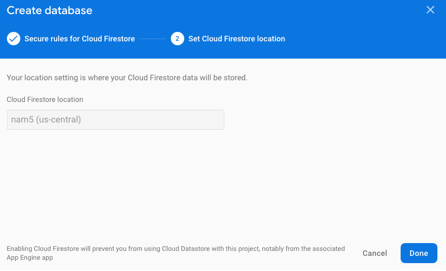 Create database
Secure rules for Cloud Firestore
2 Set Cloud Firestore location
Your location setting is where your Cloud Firestore data will be stored.
Cloud Firestore location
nam5 (us-central)
Enabling Cloud Firestore will prevent you from using Cloud Datastore with this project, notably from the associated
App Engine app
Cancel
Done